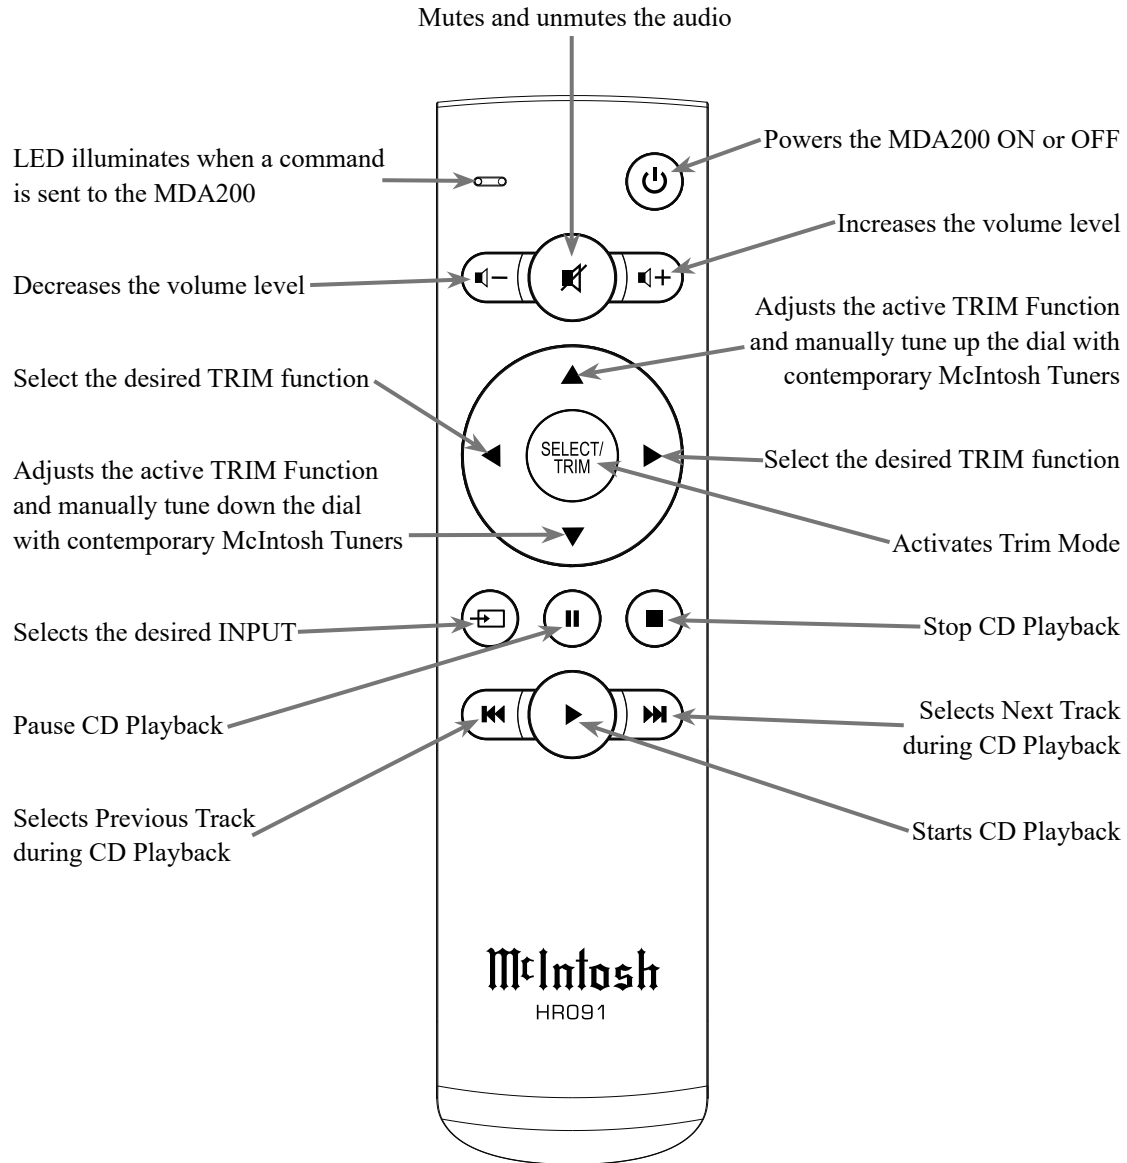 Mutes and unmutes the audio
LED illuminates when a command
is sent to the MDA200
Powers the MDA200 ON or OFF
Increases the volume level
Decreases the volume level
Adjusts the active TRIM Function
and manually tune up the dial with
contemporary McIntosh Tuners
Select the desired TRIM function
SELECT/
TRIM
Select the desired TRIM function
Adjusts the active TRIM Function
and manually tune down the dial
with contemporary McIntosh Tuners
Activates Trim Mode
Selects the desired INPUT
Stop CD Playback
Pause CD Playback
Selects Next Track
during CD Playback
Selects Previous Track
during CD Playback
Starts CD Playback
McIntosh
HR091